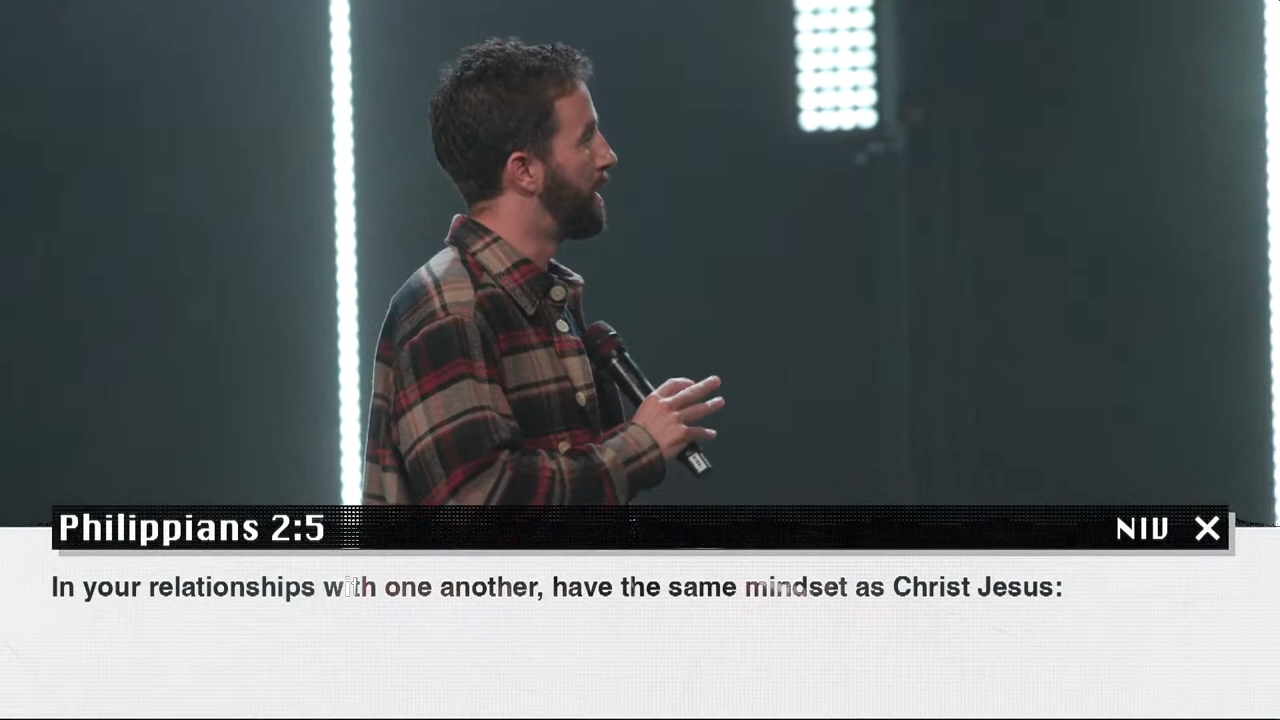 Philippians 2:5 NIV X
In your relationships with one another, have the same mindset as Christ Jesus: